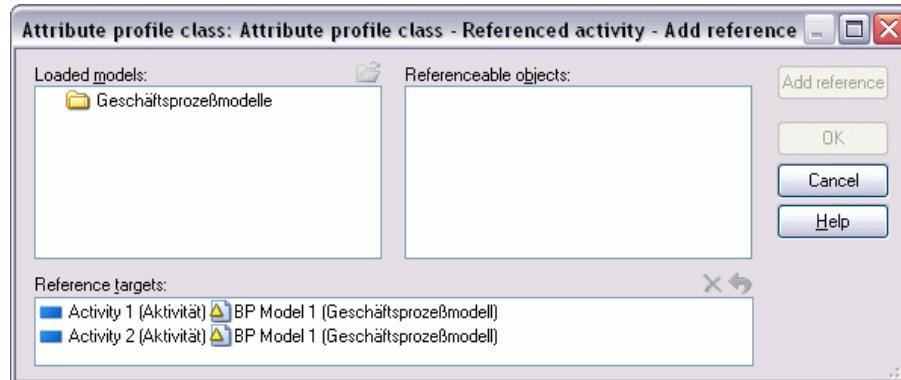 Attribute profile class: Attribute profile class - Referenced activity - Add reference
Loaded models:
Referenceable objects:
Add reference
Geschäftsprozeßmodelle
OK
Cancel
Help
Reference targets:
Activity 1 (Aktivität) BP Model 1 (Geschäftsprozeßmodell)
Activity 2 (Aktivität) BP Model 1 (Geschäftsprozeßmodell)